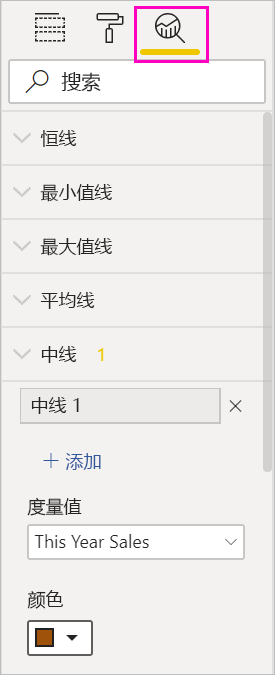 搜索
恒线
最小值线
最大值线
平均线
中线 1
中线 1
添加
度量值
This Year Sales
颜色